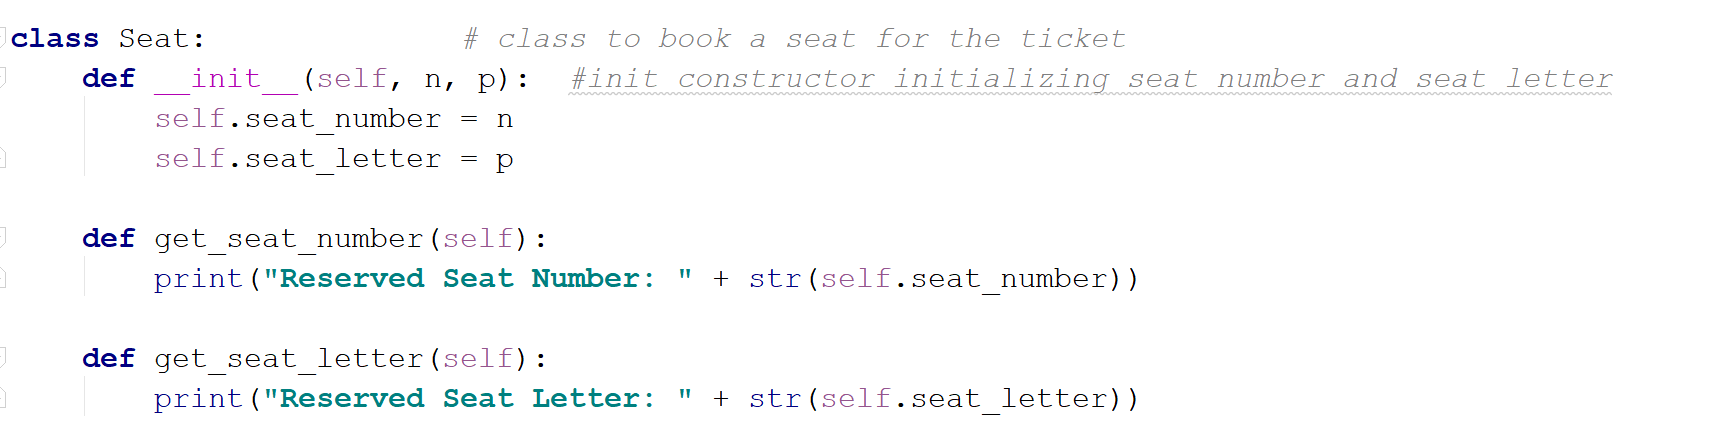 class Seat:              # class to book a seat for the ticket
    def __init__(self, n, p):  #init constructor initializing seat number and seat letter
        self.seat_number = n
        self.seat_letter = p

    def get_seat_number(self):
        print("Reserved Seat Number: " + str(self.seat_number))

    def get_seat_letter(self):
        print("Reserved Seat Letter: " + str(self.seat_letter))